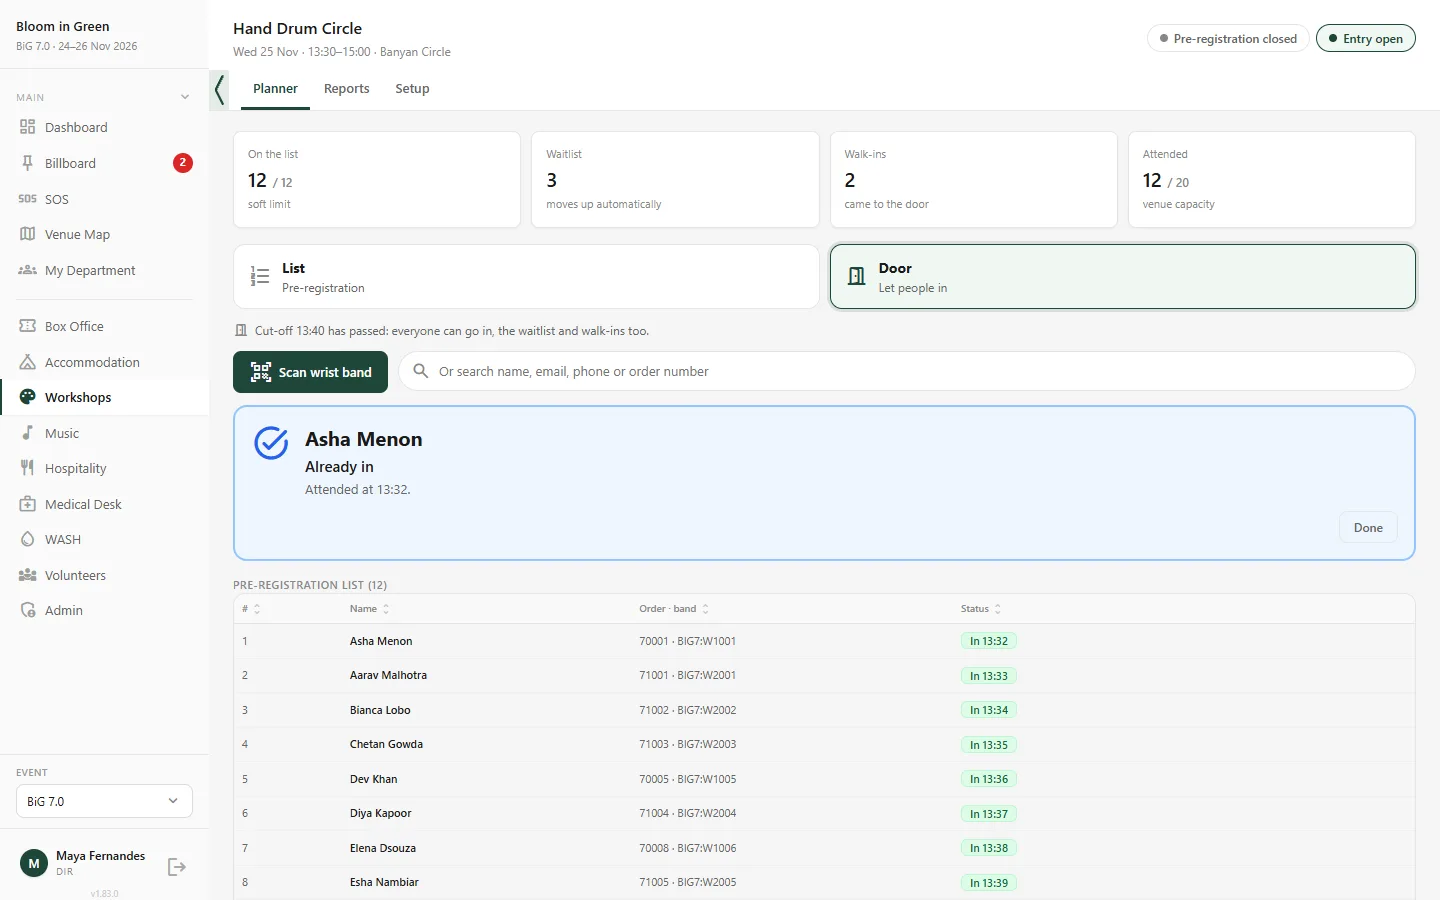 Bloom in Green
BiG 7.0 · 24–26 Nov 2026
MAIN
Dashboard
Billboard
2
SOS
SOS
Venue Map
My Department
Box Office
Accommodation
Workshops
Music
Hospitality
Medical Desk
WASH
Volunteers
Admin
EVENT
BiG 7.0
M
Maya Fernandes
DIR
v1.83.0
Hand Drum Circle
Wed 25 Nov · 13:30–15:00 · Banyan Circle
Pre-registration closed
Entry open
Planner
Reports
Setup
On the list
12 / 12
soft limit
Waitlist
3
moves up automatically
Walk-ins
2
came to the door
Attended
12 / 20
venue capacity
List
Pre-registration
Door
Let people in
Cut-off 13:40 has passed: everyone can go in, the waitlist and walk-ins too.
Scan wrist band
Or search name, email, phone or order number
Asha Menon
Already in
Attended at 13:32.
Done
PRE-REGISTRATION LIST (12)
# Name Order · band Status
1 Asha Menon 70001 · BIG7:W1001 In 13:32
2 Aarav Malhotra 71001 · BIG7:W2001 In 13:33
3 Bianca Lobo 71002 · BIG7:W2002 In 13:34
4 Chetan Gowda 71003 · BIG7:W2003 In 13:35
5 Dev Khan 70005 · BIG7:W1005 In 13:36
6 Diya Kapoor 71004 · BIG7:W2004 In 13:37
7 Elena Dsouza 70008 · BIG7:W1006 In 13:38
8 Esha Nambiar 71005 · BIG7:W2005 In 13:39